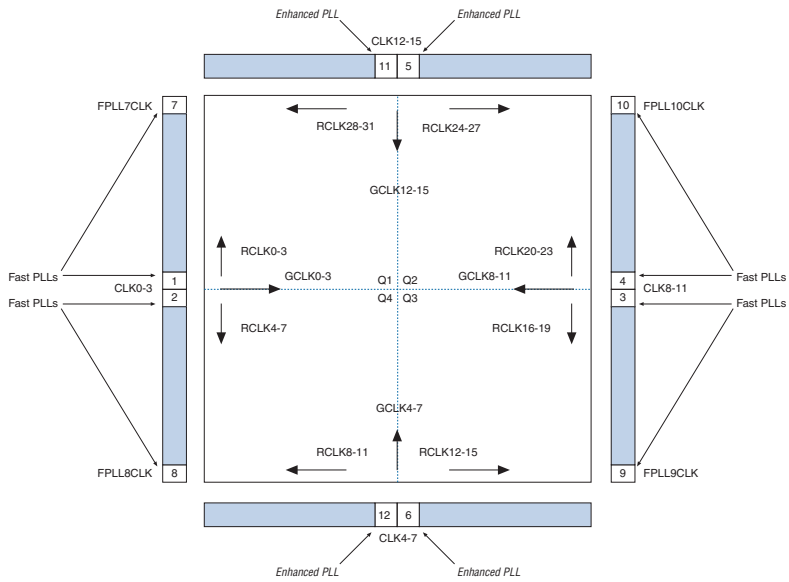 Enhanced PLL
Enhanced PLL
CLK12-15
11
5
FPLL7CLK
7
10
FPLL10CLK
RCLK28-31
RCLK24-27
GCLK12-15
RCLK0-3
RCLK20-23
Fast PLLs
1
GCLK0-3
Q1
Q2
GCLK8-11
4
Fast PLLs
CLK0-3
CLK8-11
Fast PLLs
2
Q4
Q3
3
Fast PLLs
RCLK4-7
RCLK16-19
GCLK4-7
RCLK8-11
RCLK12-15
FPLL8CLK
8
9
FPLL9CLK
12
6
CLK4-7
Enhanced PLL
Enhanced PLL